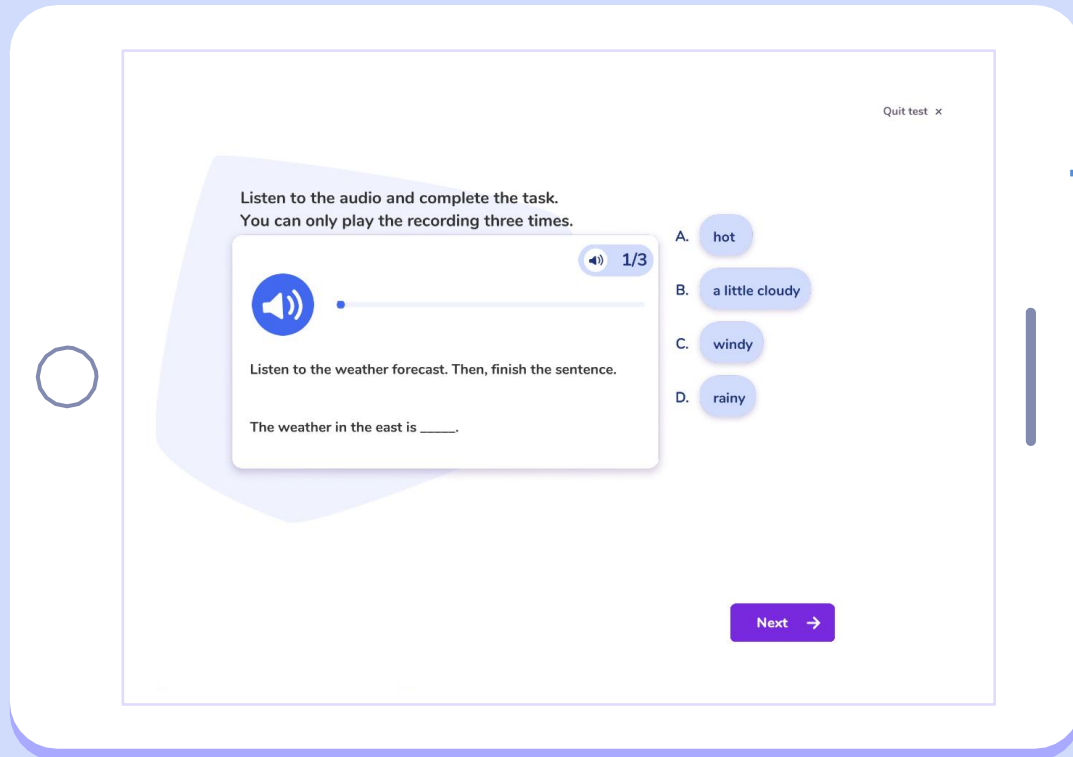 Quit test ×
Listen to the audio and complete the task.
You can only play the recording three times.
1/3
Listen to the weather forecast. Then, finish the sentence.
The weather in the east is _____.
A. hot
B. a little cloudy
C. windy
D. rainy
Next →